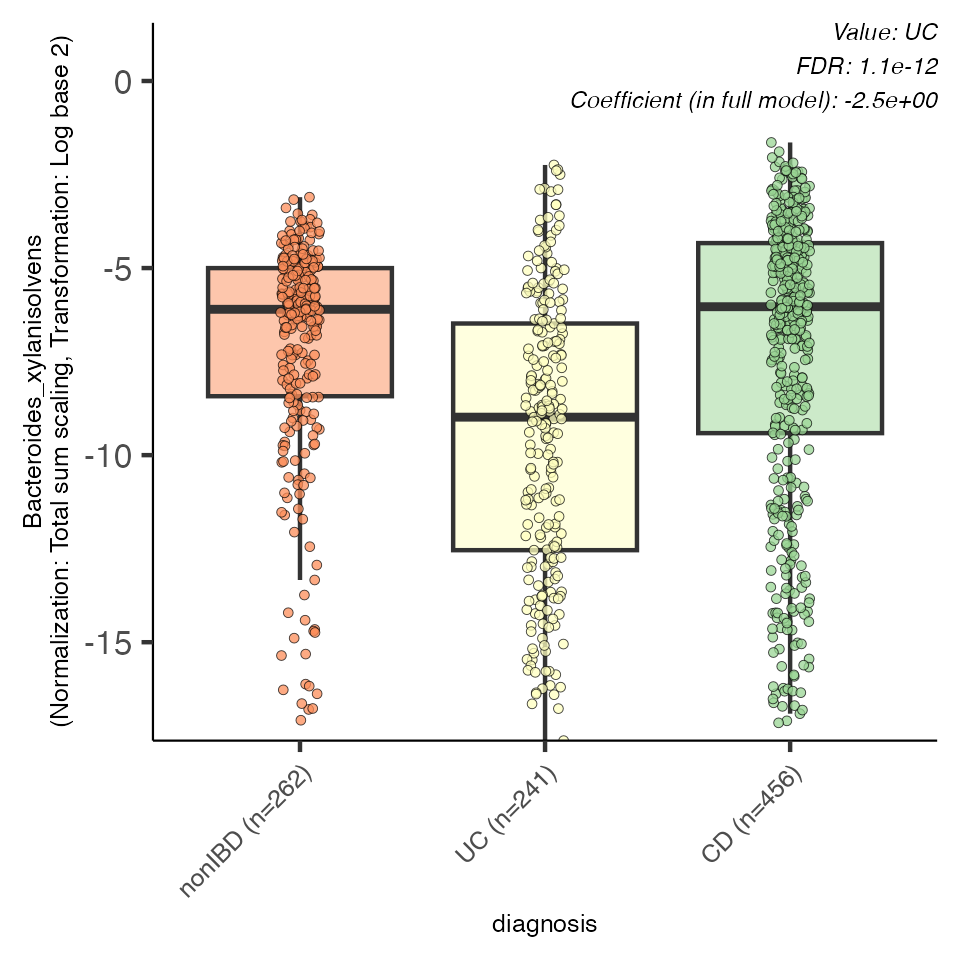 Value: UC
FDR: 1.1e-12
Coefficient (in full model): -2.5e+00
Bacteroides_xylanisolvens
(Normalization: Total sum scaling, Transformation: Log base 2)
0
-5
-10
-15
nonIBD (n=262)
UC (n=241)
CD (n=456)
diagnosis